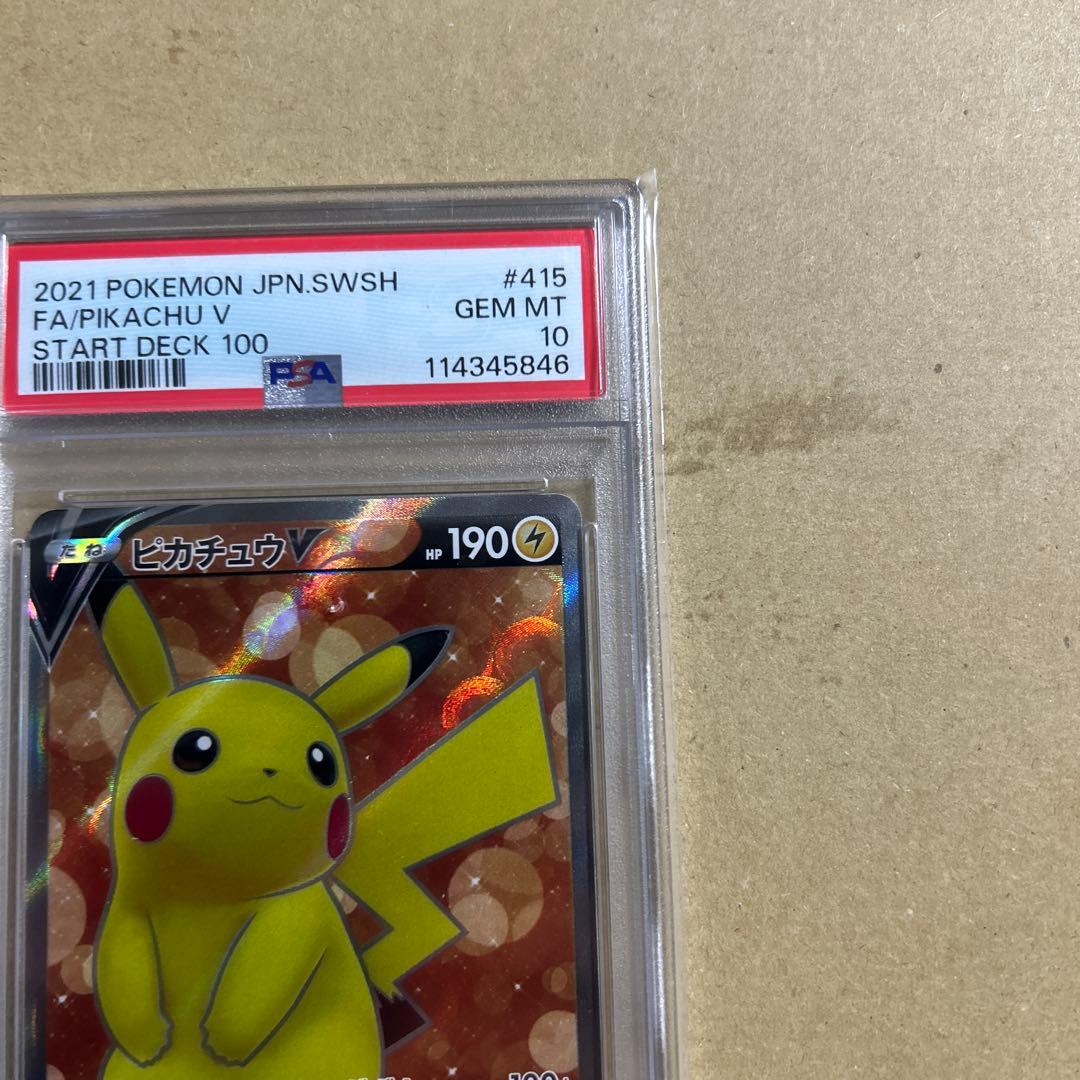 2021 POKEMON JPN.SWSH #415
FA/PIKACHU V GEM MT
START DECK 100 10
PSA 114345846
たね ピカチュウV HP 190